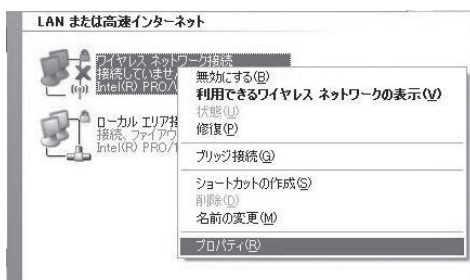 LAN または高速インターネット
ワイヤレス ネットワーク接続
接続していませ
Intel(R) PRO/
無効にする(B)
利用できるワイヤレス ネットワークの表示(V)
状態(U)
修復(P)
ローカル エリア接
接続、ファイアウ
Intel(R) PRO/1
ブリッジ接続(G)
ショートカットの作成(S)
削除(D)
名前の変更(M)
プロパティ(R)